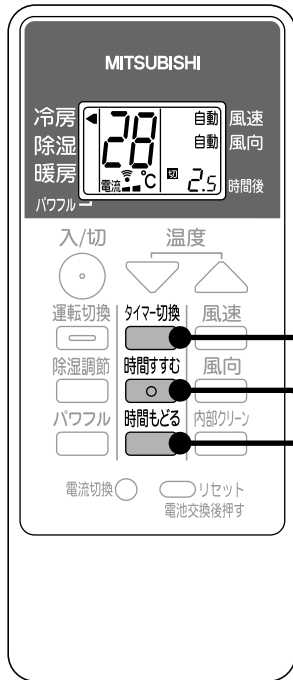 MITSUBISHI
冷房 28 自動 風速
除湿 自動 風向
暖房 電流 ℃ 切 2.5 時間後
パワフル
入/切 温度
運転切換 タイマー切換 風速
除湿調節 時間すすむ 風向
パワフル 時間もどる 内部クリーン
電流切換 リセット
電池交換後押す